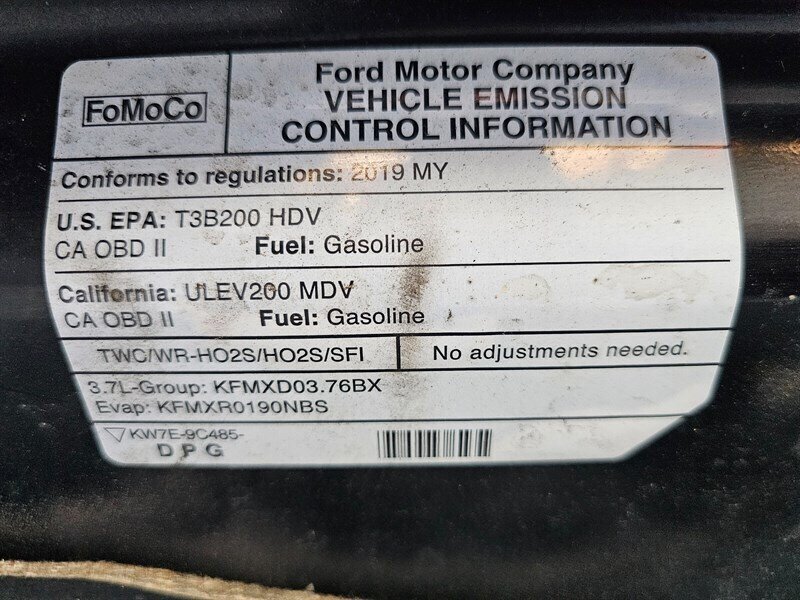 FoMoCo
Ford Motor Company
VEHICLE EMISSION
CONTROL INFORMATION
Conforms to regulations: 2019 MY
U.S. EPA: T3B200 HDV
CA OBD II Fuel: Gasoline
California: ULEV200 MDV
CA OBD II Fuel: Gasoline
TWC/WR-HO2S/HO2S/SFI
No adjustments needed.
3.7L-Group: KFMXD03.76BX
Evap: KFMXR0190NBS
KW7E-9C485-
D P G